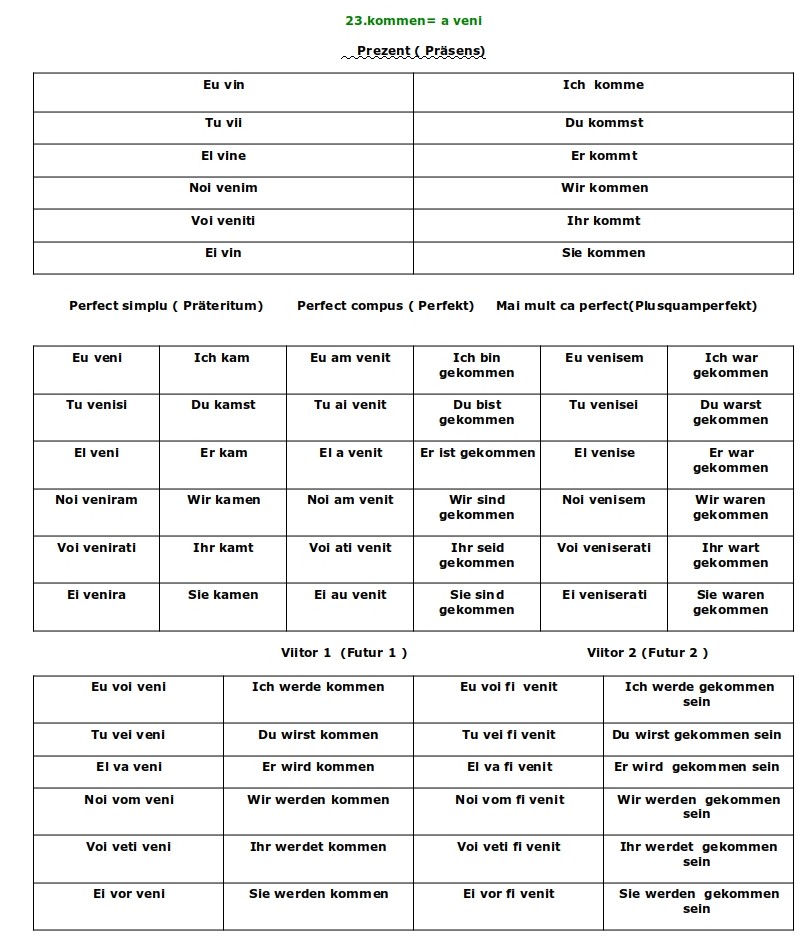 23.kommen= a veni
Prezent ( Präsens)
Eu vin Ich komme
Tu vii Du kommst
El vine Er kommt
Noi venim Wir kommen
Voi veniti Ihr kommt
Ei vin Sie kommen
Perfect simplu ( Präteritum) Perfect compus ( Perfekt) Mai mult ca perfect(Plusquamperfekt)
Eu veni Ich kam Eu am venit Ich bin gekommen Eu venisem Ich war gekommen
Tu venisi Du kamst Tu ai venit Du bist gekommen Tu venisei Du warst gekommen
El veni Er kam El a venit Er ist gekommen El venise Er war gekommen
Noi veniram Wir kamen Noi am venit Wir sind gekommen Noi venisem Wir waren gekommen
Voi venirati Ihr kamt Voi ati venit Ihr seid gekommen Voi veniserati Ihr wart gekommen
Ei venira Sie kamen Ei au venit Sie sind gekommen Ei veniserati Sie waren gekommen
Viitor 1 (Futur 1 ) Viitor 2 (Futur 2 )
Eu voi veni Ich werde kommen Eu voi fi venit Ich werde gekommen sein
Tu vei veni Du wirst kommen Tu vei fi venit Du wirst gekommen sein
El va veni Er wird kommen El va fi venit Er wird gekommen sein
Noi vom veni Wir werden kommen Noi vom fi venit Wir werden gekommen sein
Voi veti veni Ihr werdet kommen Voi veti fi venit Ihr werdet gekommen sein
Ei vor veni Sie werden kommen Ei vor fi venit Sie werden gekommen sein